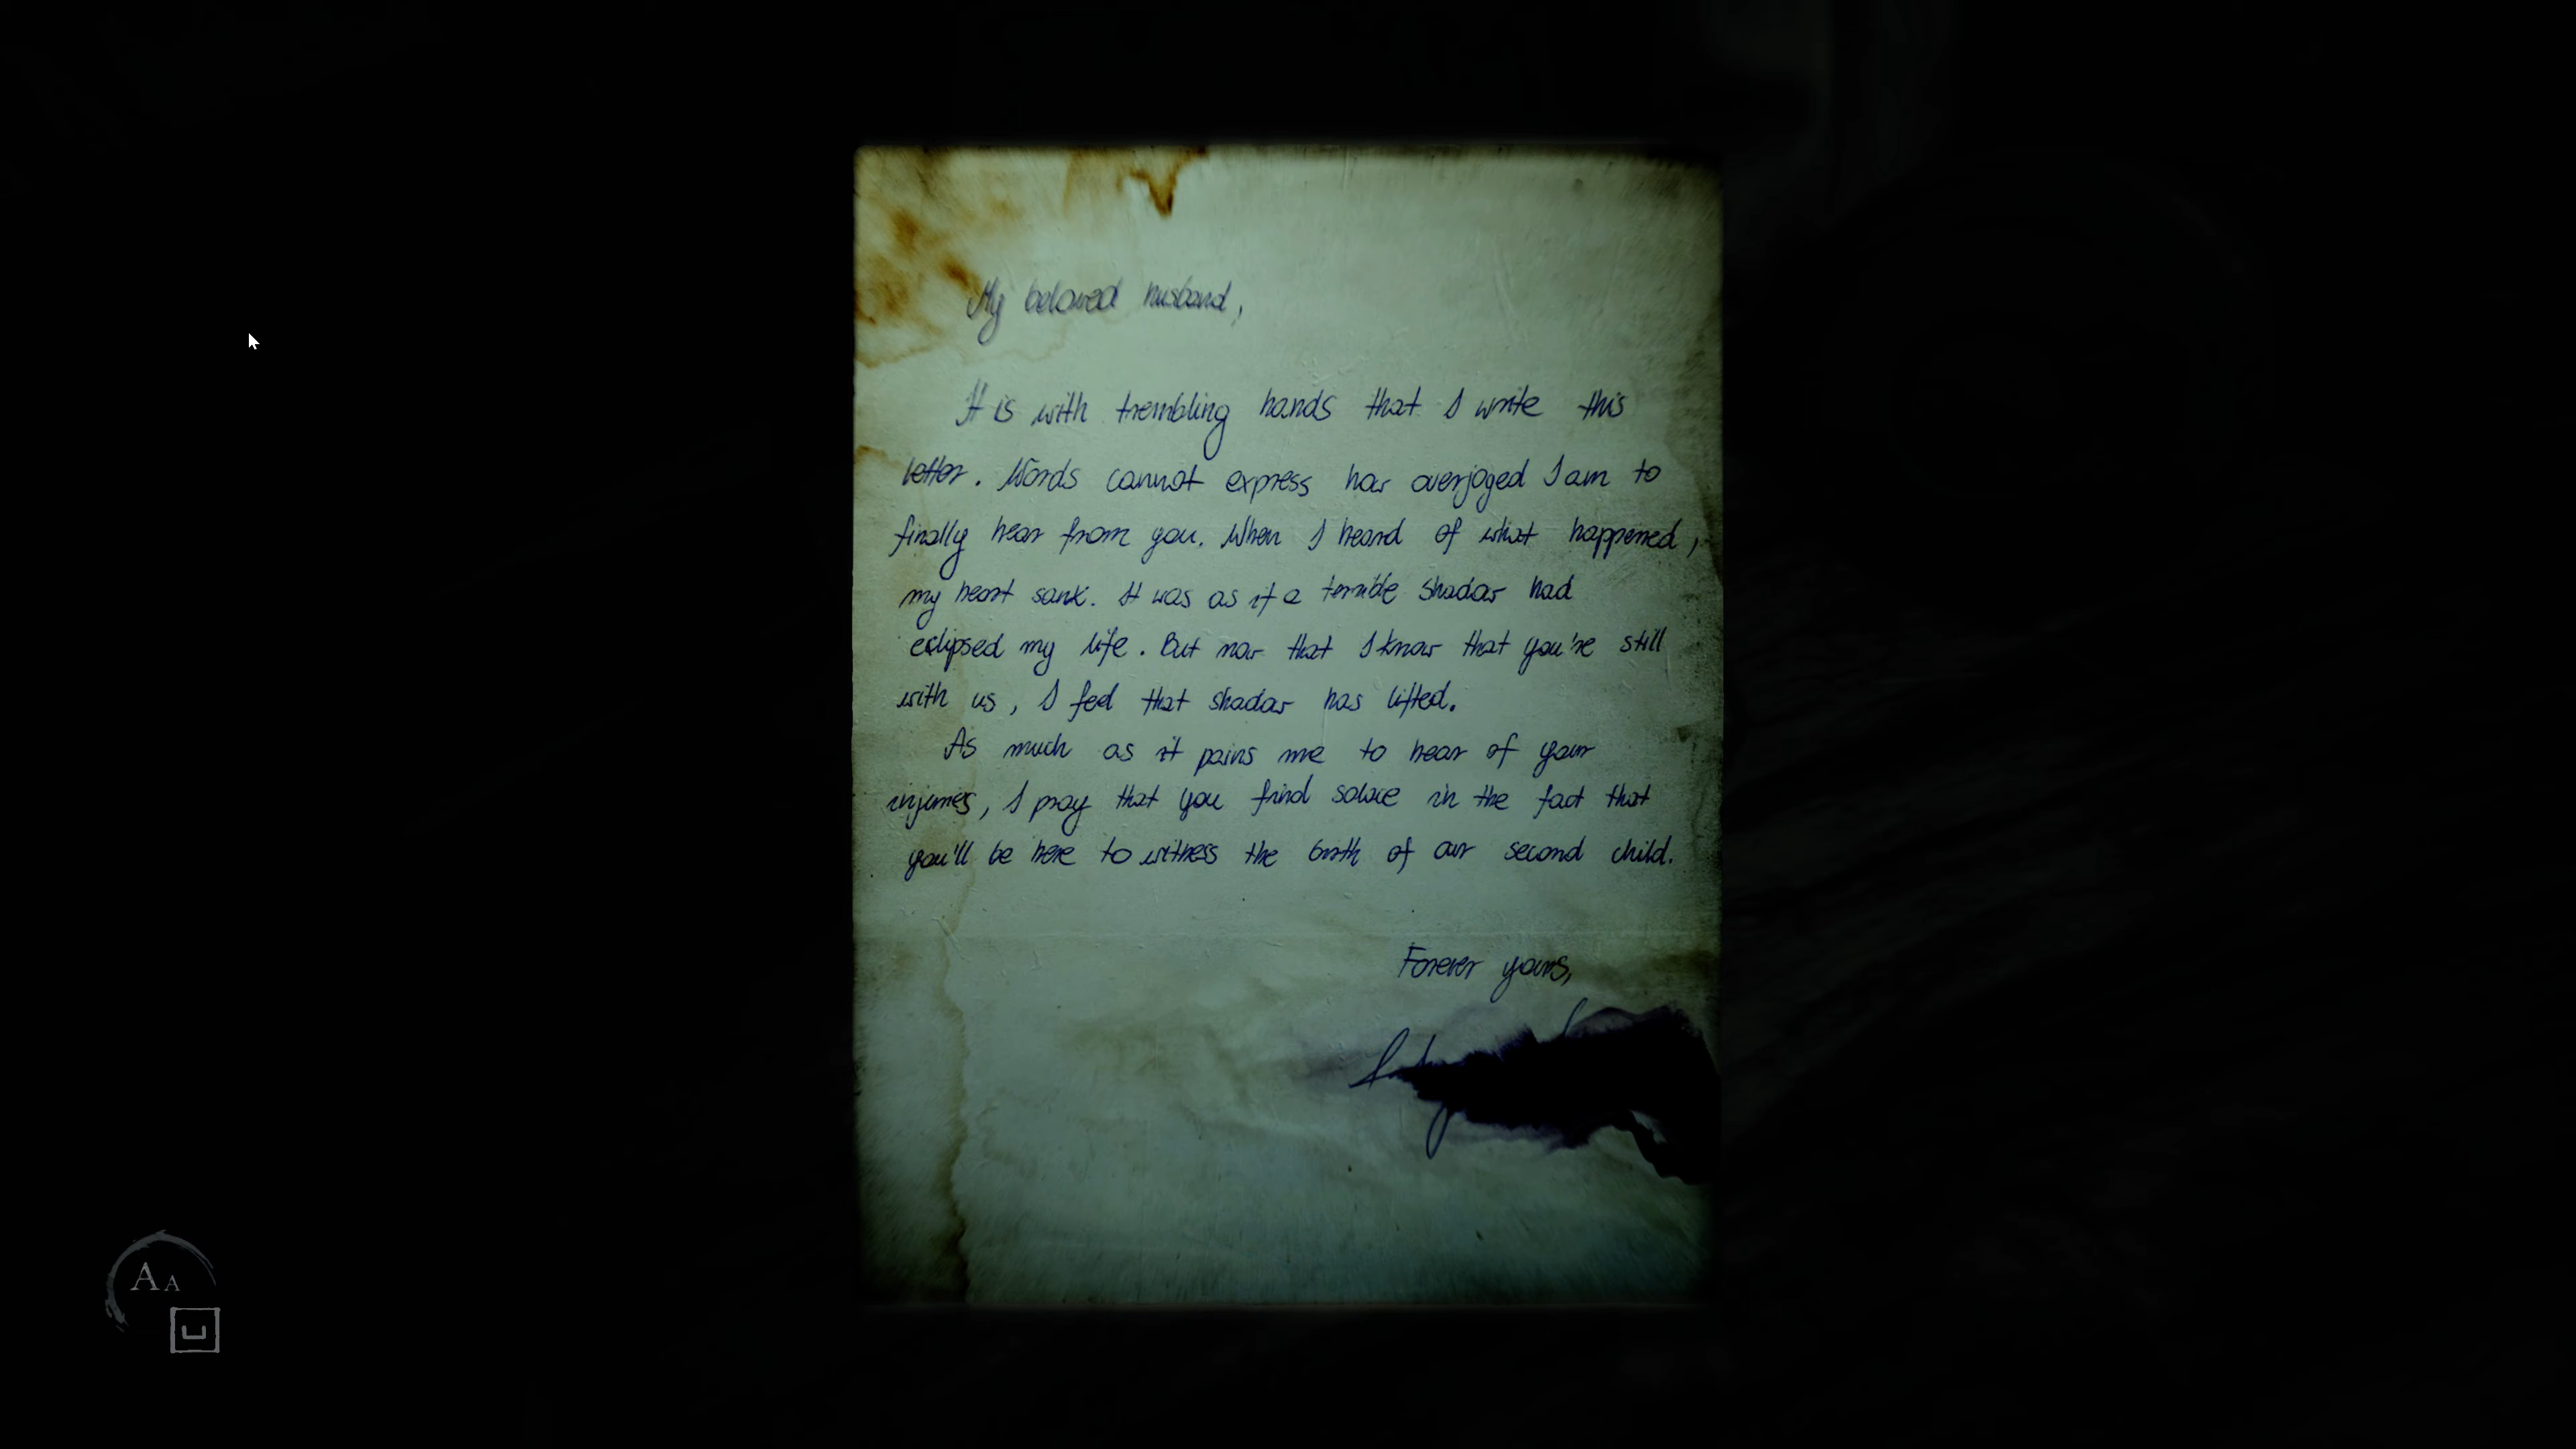 My beloved husband,
It is with trembling hands that I write this
letter. Words cannot express how overjoyed I am to
finally hear from you. When I heard of what happened,
my heart sank. It was as if a terrible shadow had
eclipsed my life. But now that I know that you're still
with us, I feel that shadow has lifted.
As much as it pains me to hear of your
injuries, I pray that you find solace in the fact that
you'll be here to witness the birth of our second child.
Forever yours,
A A